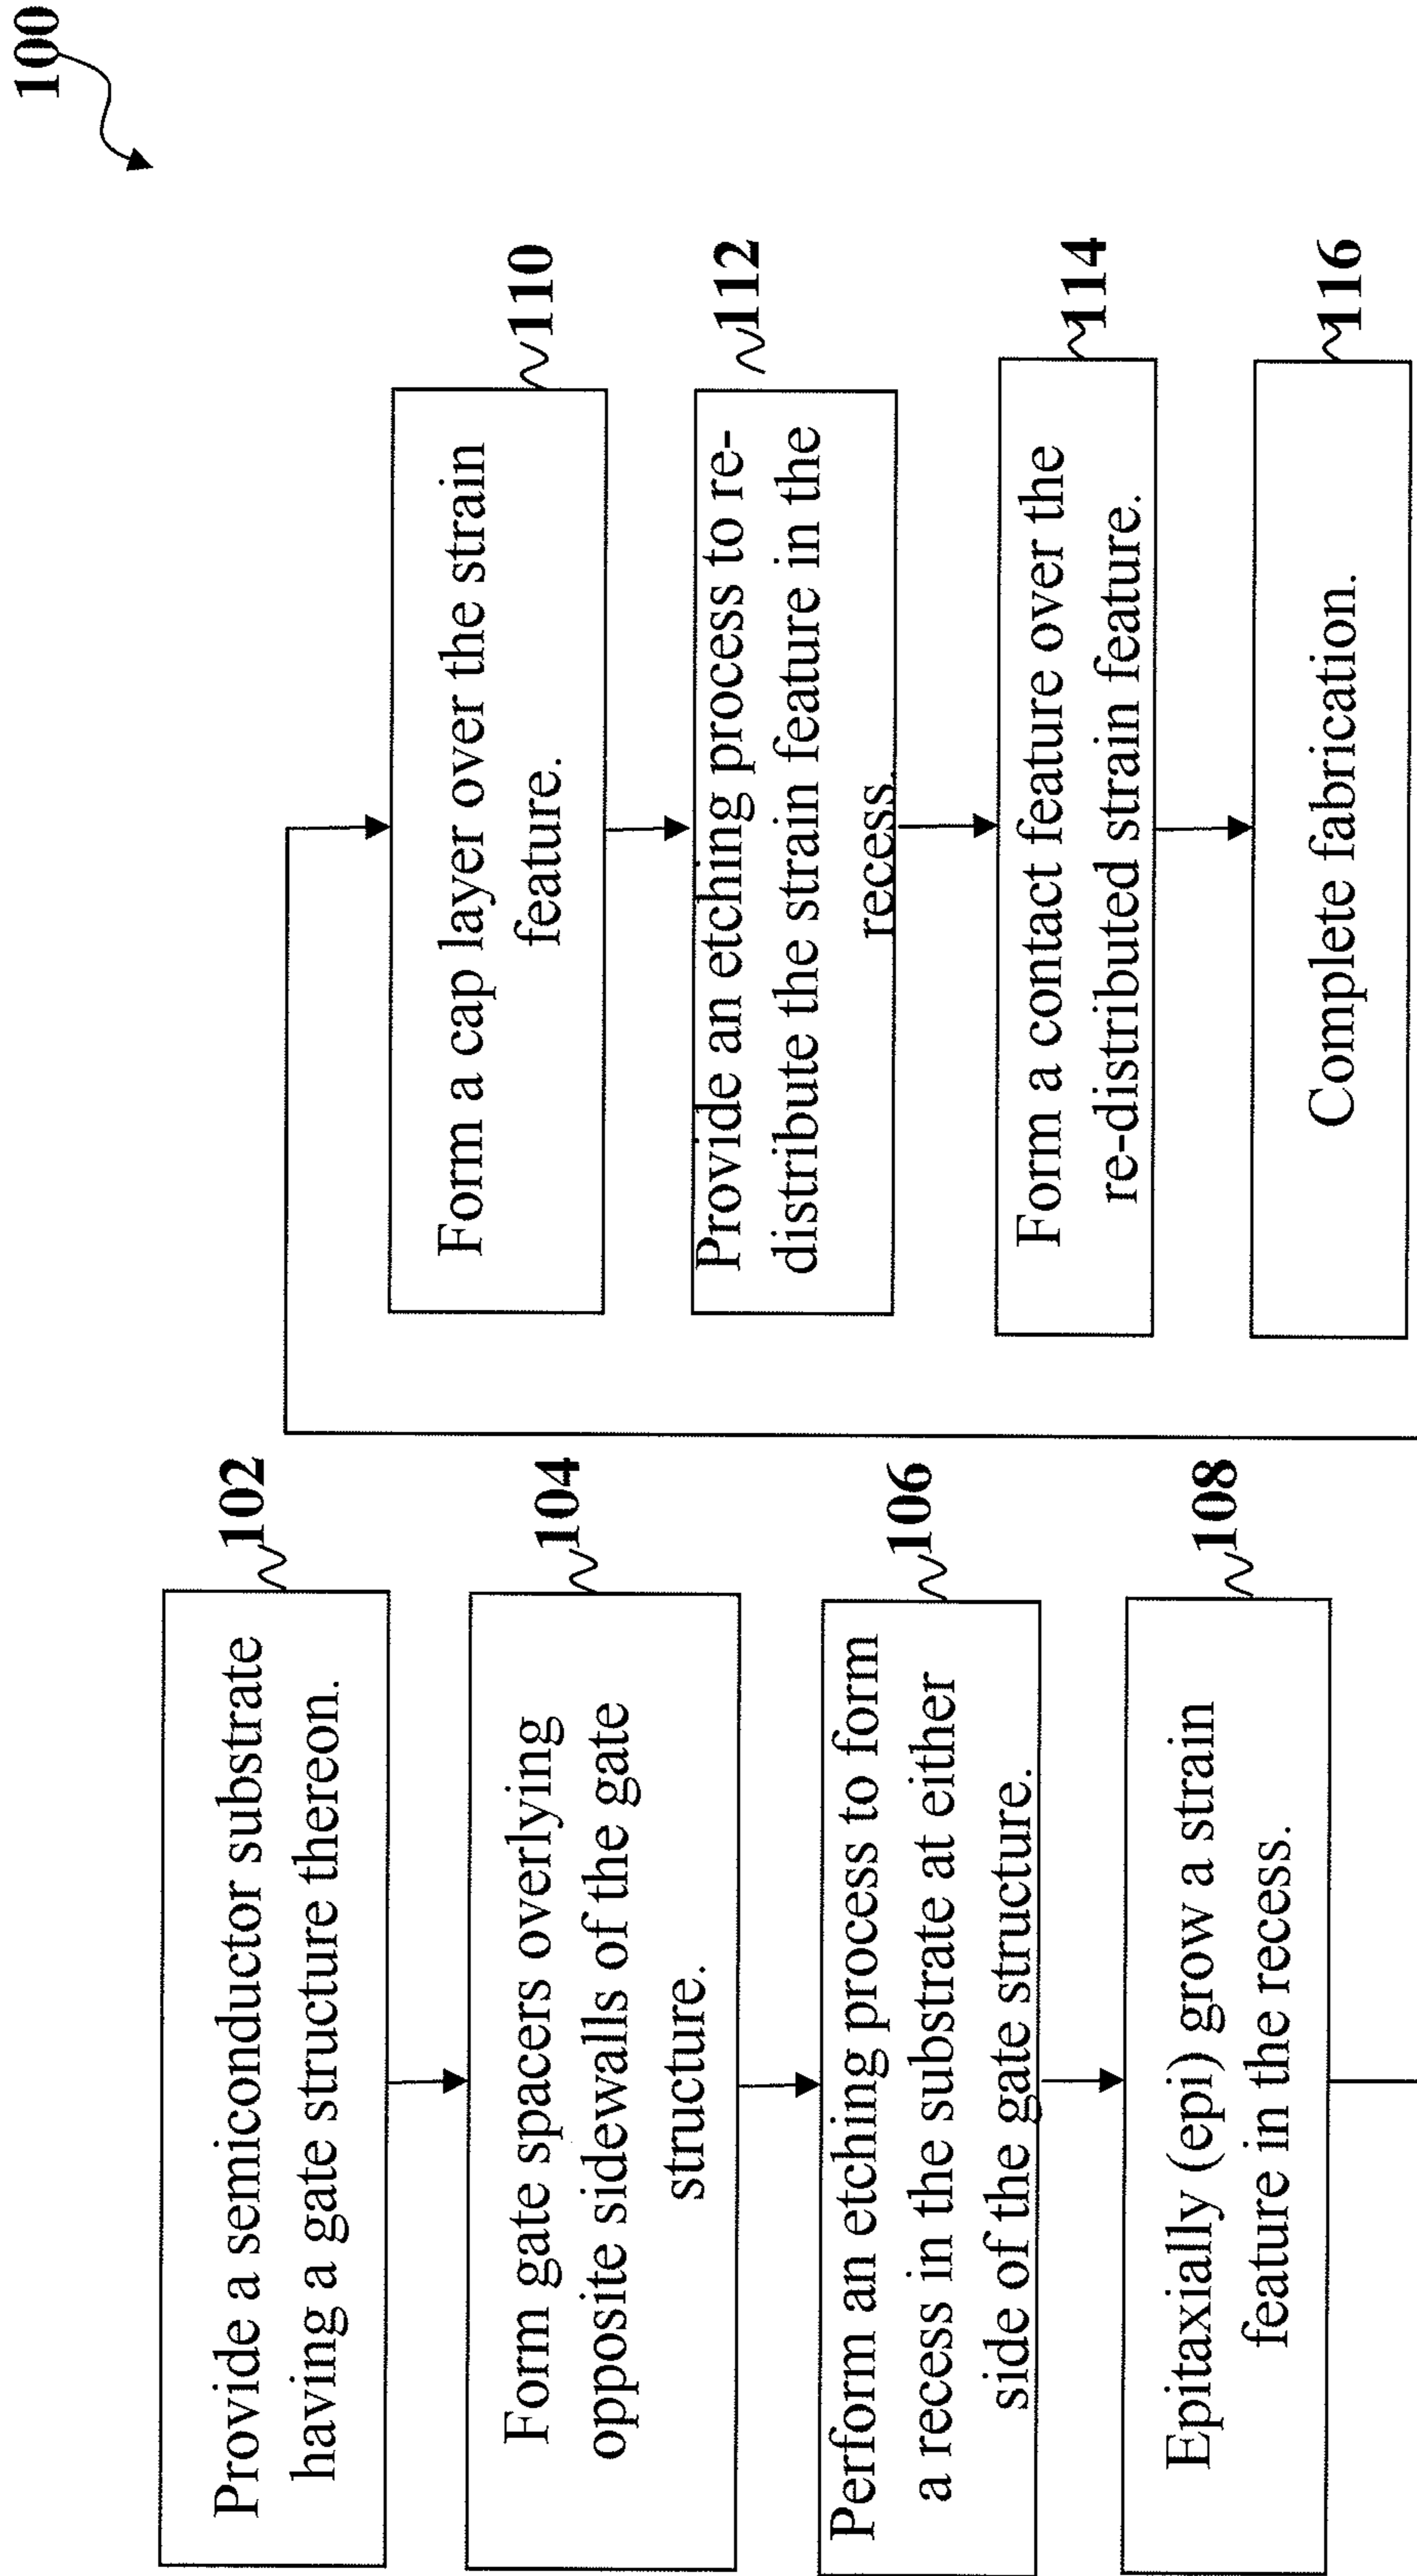 100
102
Provide a semiconductor substrate
having a gate structure thereon.
104
Form gate spacers overlying
opposite sidewalls of the gate
structure.
106
Perform an etching process to form
a recess in the substrate at either
side of the gate structure.
108
Epitaxially (epi) grow a strain
feature in the recess.
110
Form a cap layer over the strain
feature.
112
Provide an etching process to re-
distribute the strain feature in the
recess.
114
Form a contact feature over the
re-distributed strain feature.
116
Complete fabrication.